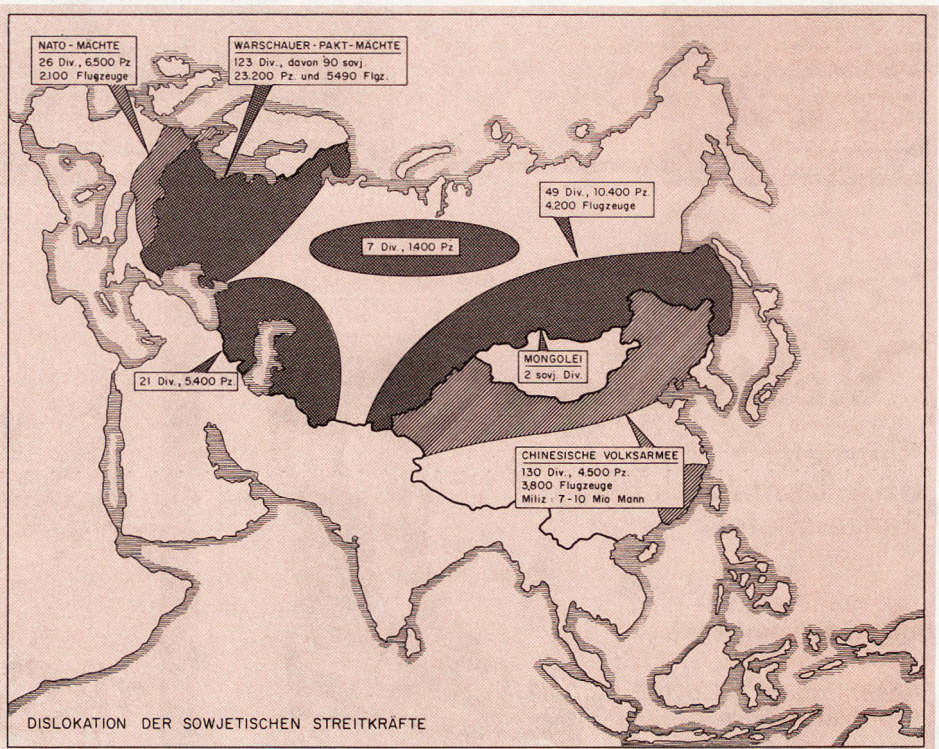 NATO - MÄCHTE
26 Div., 6.500 Pz
2.100 Flugzeuge
WARSCHAUER - PAKT - MÄCHTE
123 Div., davon 90 sovj.
23.200 Pz. und 5490 Flgz.
49 Div., 10.400 Pz.
4.200 Flugzeuge
7 Div., 1.400 Pz
MONGOLEI
2 sovj. Div.
21 Div., 5.400 Pz.
CHINESISCHE VOLKSARMEE
130 Div., 4.500 Pz.
3,800 Flugzeuge
Miliz : 7-10 Mio Mann
DISLOKATION DER SOWJETISCHEN STREITKRÄFTE